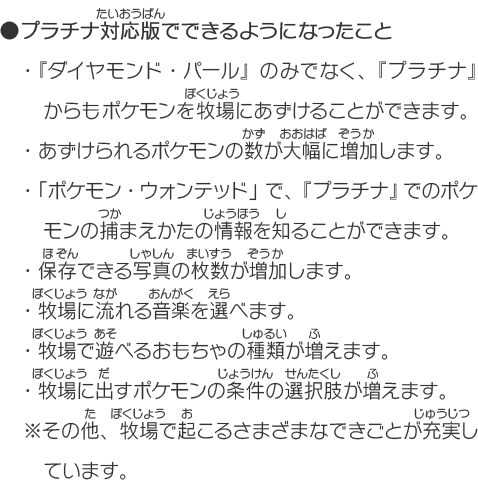 たいおうばん
●プラチナ対応版でできるようになったこと
・『ダイヤモンド・パール』のみでなく、『プラチナ』
ぼくじょう
からもポケモンを牧場にあずけることができます。
かず おおはば ぞうか
・あずけられるポケモンの数が大幅に増加します。
・「ポケモン・ウォンテッド」で、『プラチナ』でのポケ
つか じょうほう し
モンの捕まえかたの情報を知ることができます。
ほぞん しゃしん まいすう ぞうか
・保存できる写真の枚数が増加します。
ぼくじょう なが おんがく えら
・牧場に流れる音楽を選べます。
ぼくじょう あそ しゅるい ふ
・牧場で遊べるおもちゃの種類が増えます。
ぼくじょう だ じょうけん せんたくし ふ
・牧場に出すポケモンの条件の選択肢が増えます。
た ぼくじょう お じゅうじつ
※その他、牧場で起こるさまざまなできごとが充実し
ています。